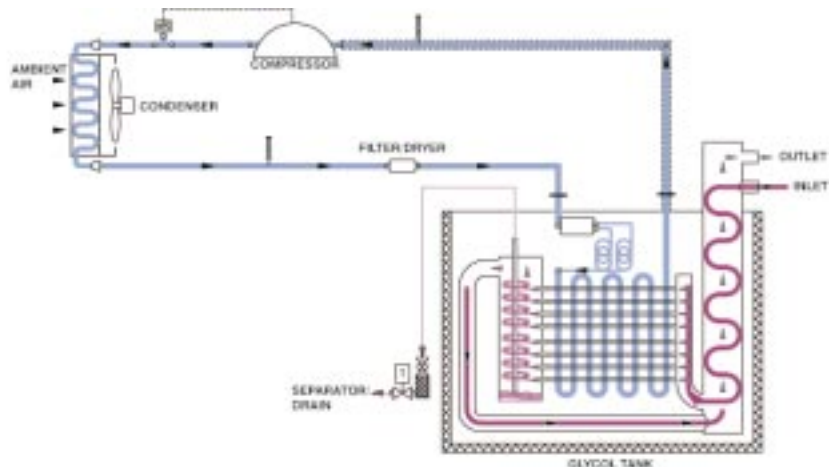 COMPRESSOR
AMBIENT
AIR
CONDENSER
FILTER DRYER
OUTLET
INLET
SEPARATOR/
DRAIN
GLYCOL TANK